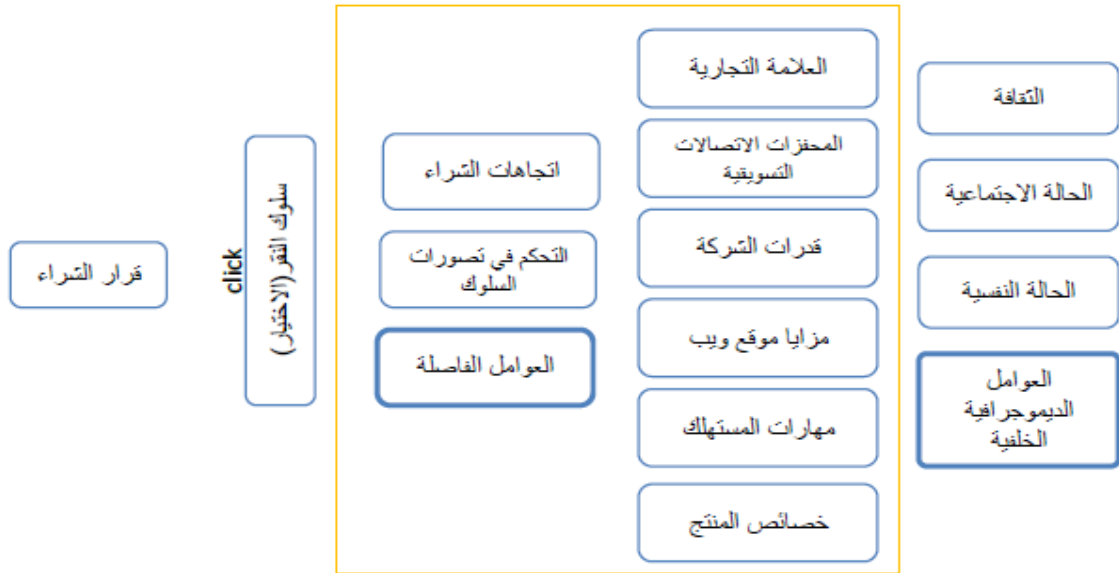 الثقافة
الحالة الاجتماعية
الحالة النفسية
العوامل
الديموجرافية
الخلفية
العلامة التجارية
المحفزات الاتصالات
التسويقية
قدرات الشركة
مزايا موقع ويب
مهارات المستهلك
خصائص المنتج
اتجاهات الشراء
التحكم في تصورات
السلوك
العوامل الفاصلة
سلوك النقر(الاختيار)
click
قرار الشراء